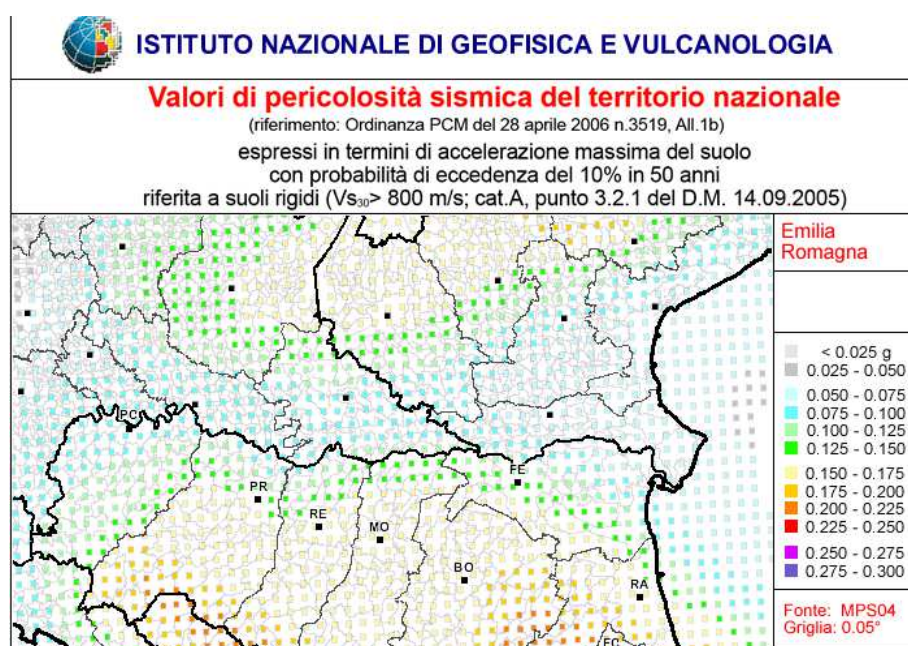 ISTITUTO NAZIONALE DI GEOFISICA E VULCANOLOGIA
Valori di pericolosità sismica del territorio nazionale
(riferimento: Ordinanza PCM del 28 aprile 2006 n.3519, All.1b)
espressi in termini di accelerazione massima del suolo
con probabilità di eccedenza del 10% in 50 anni
riferita a suoli rigidi (Vs₃₀> 800 m/s; cat.A, punto 3.2.1 del D.M. 14.09.2005)
Emilia
Romagna
< 0.025 g
0.025 - 0.050
0.050 - 0.075
0.075 - 0.100
0.100 - 0.125
0.125 - 0.150
0.150 - 0.175
0.175 - 0.200
0.200 - 0.225
0.225 - 0.250
0.250 - 0.275
0.275 - 0.300
Fonte: MPS04
Griglia: 0.05°
PC
PR
RE
MO
FE
BO
RA
FC